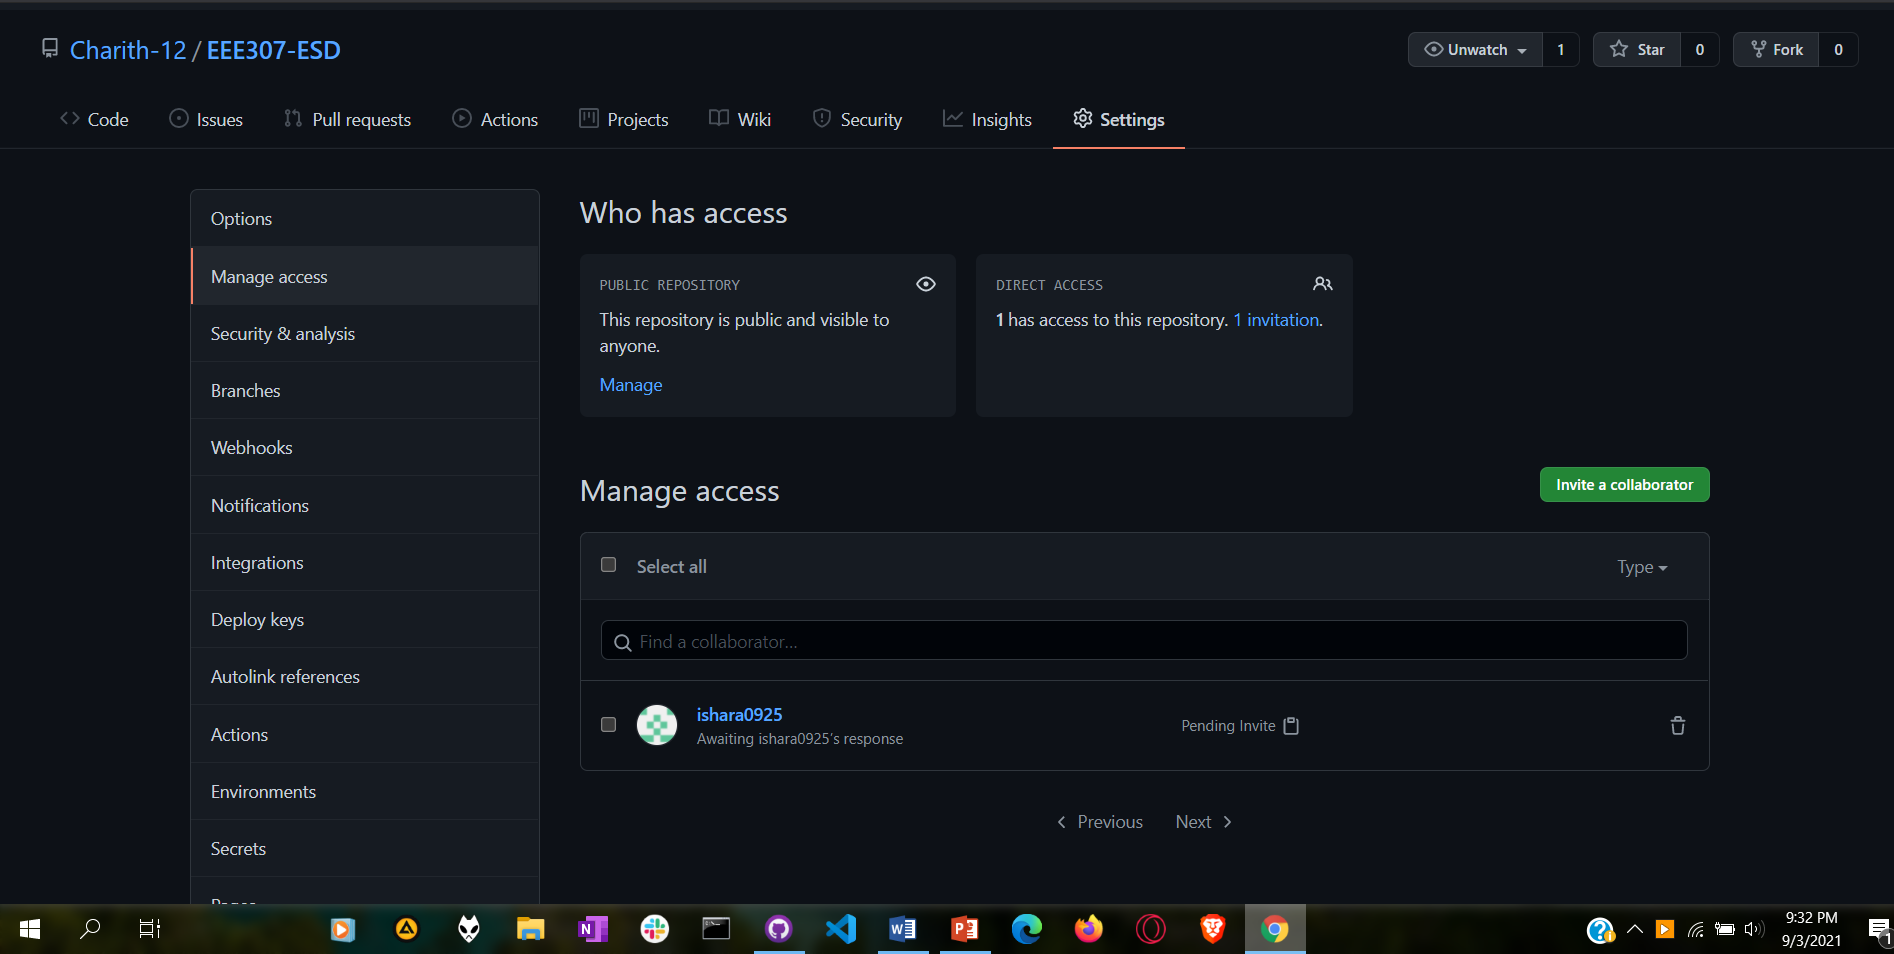 Charith-12 / EEE307-ESD
Unwatch 1
Star 0
Fork 0
Code
Issues
Pull requests
Actions
Projects
Wiki
Security
Insights
Settings
Options
Manage access
Security & analysis
Branches
Webhooks
Notifications
Integrations
Deploy keys
Autolink references
Actions
Environments
Secrets
Pages
Who has access
PUBLIC REPOSITORY
This repository is public and visible to
anyone.
Manage
DIRECT ACCESS
1 has access to this repository. 1 invitation.
Manage access
Invite a collaborator
Select all
Type
Find a collaborator...
ishara0925
Awaiting ishara0925's response
Pending Invite
Previous
Next
N
W
P
9:32 PM
9/3/2021
1